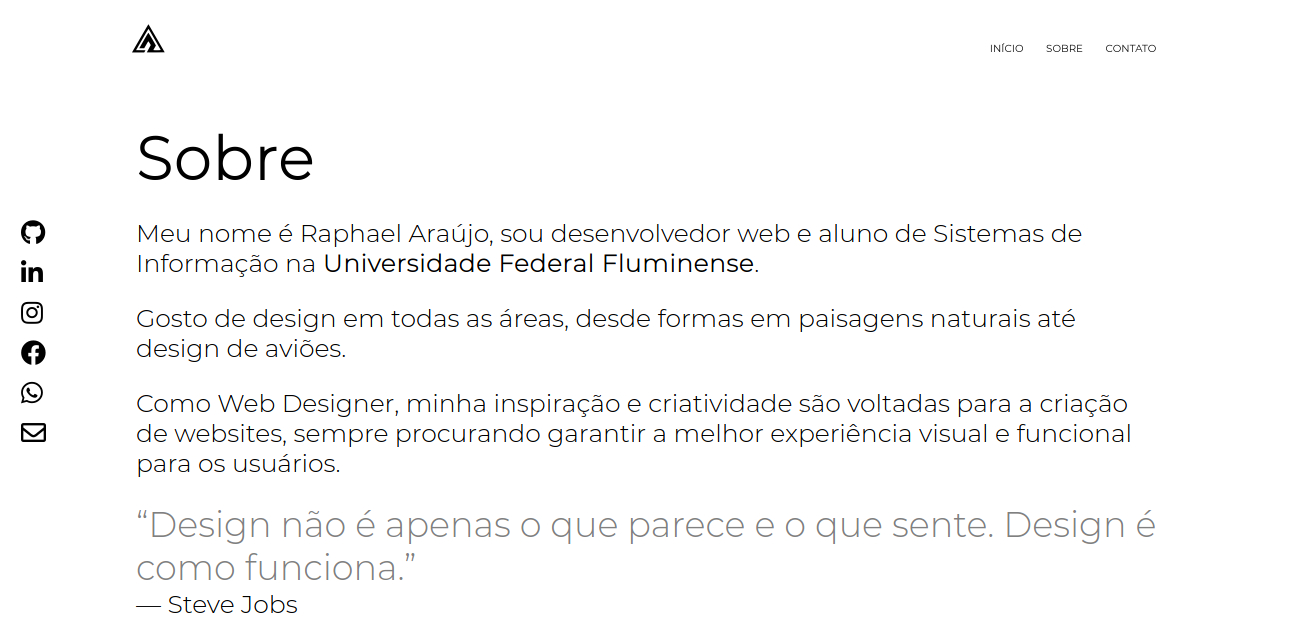 INÍCIO SOBRE CONTATO
Sobre
Meu nome é Raphael Araújo, sou desenvolvedor web e aluno de Sistemas de
Informação na Universidade Federal Fluminense.
Gosto de design em todas as áreas, desde formas em paisagens naturais até
design de aviões.
Como Web Designer, minha inspiração e criatividade são voltadas para a criação
de websites, sempre procurando garantir a melhor experiência visual e funcional
para os usuários.
“Design não é apenas o que parece e o que sente. Design é
como funciona.”
— Steve Jobs